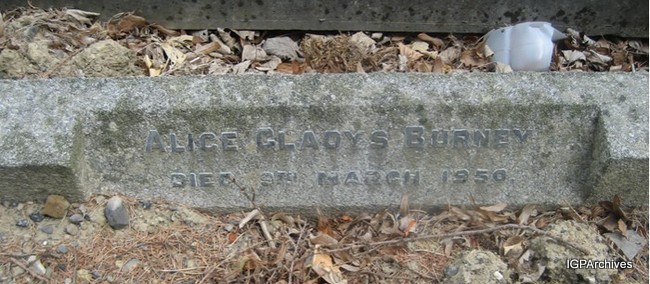 ALICE GLADYS BURNEY
DIED 9TH MARCH 1950
IGPArchives